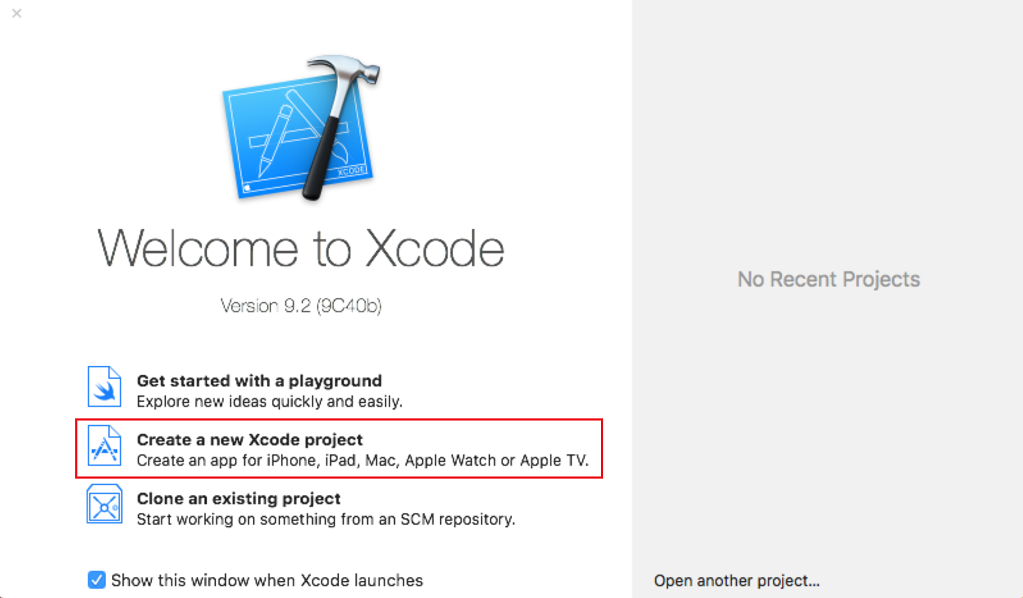 XCODE
Welcome to Xcode
Version 9.2 (9C40b)
Get started with a playground
Explore new ideas quickly and easily.
Create a new Xcode project
Create an app for iPhone, iPad, Mac, Apple Watch or Apple TV.
Clone an existing project
Start working on something from an SCM repository.
Show this window when Xcode launches
No Recent Projects
Open another project...